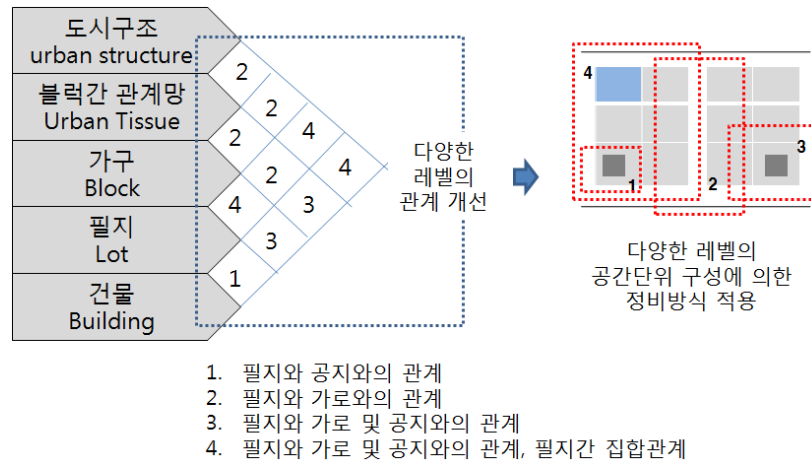 도시구조
urban structure
블럭간 관계망
Urban Tissue
가구
Block
필지
Lot
건물
Building
2
2
4
2
4
2
3
4
3
1
다양한
레벨의
관계 개선
4
3
1
2
다양한 레벨의
공간단위 구성에 의한
정비방식 적용
1. 필지와 공지와의 관계
2. 필지와 가로와의 관계
3. 필지와 가로 및 공지와의 관계
4. 필지와 가로 및 공지와의 관계, 필지간 집합관계